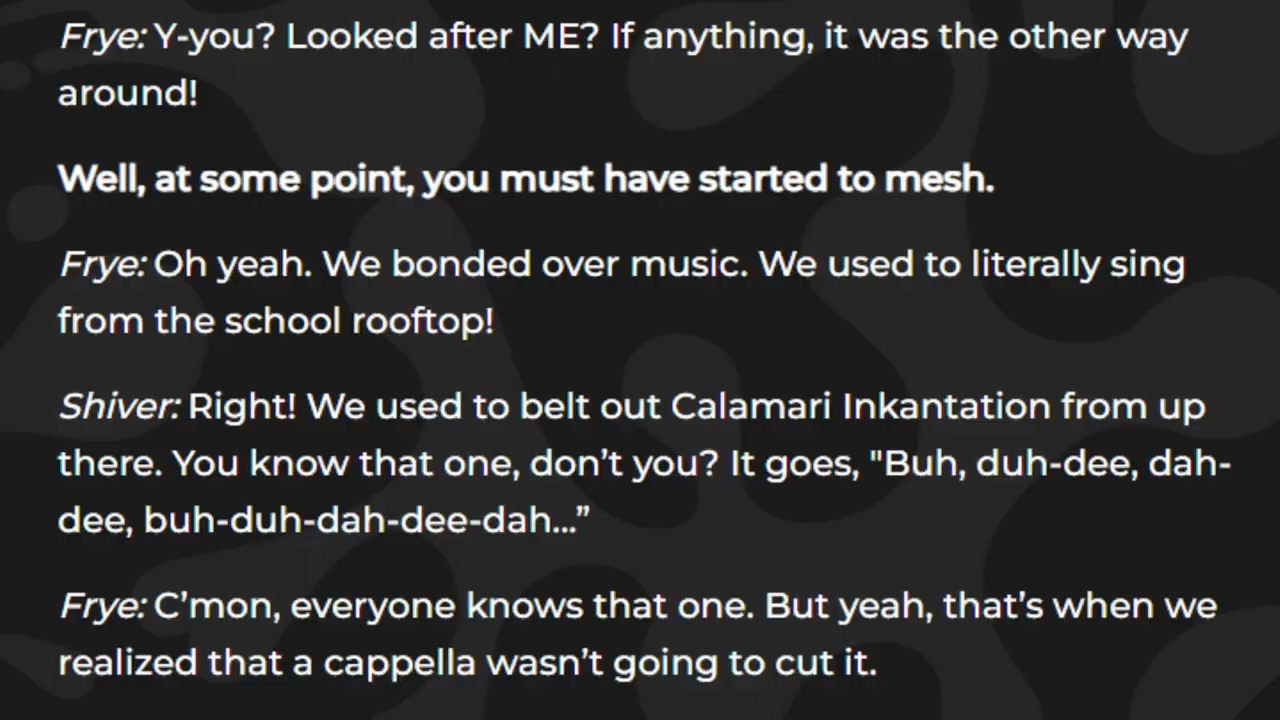 Frye: Y-you? Looked after ME? If anything, it was the other way
around!
Well, at some point, you must have started to mesh.
Frye: Oh yeah. We bonded over music. We used to literally sing
from the school rooftop!
Shiver: Right! We used to belt out Calamari Inkantation from up
there. You know that one, don’t you? It goes, "Buh, duh-dee, dah-
dee, buh-duh-dah-dee-dah...”
Frye: C’mon, everyone knows that one. But yeah, that’s when we
realized that a cappella wasn’t going to cut it.